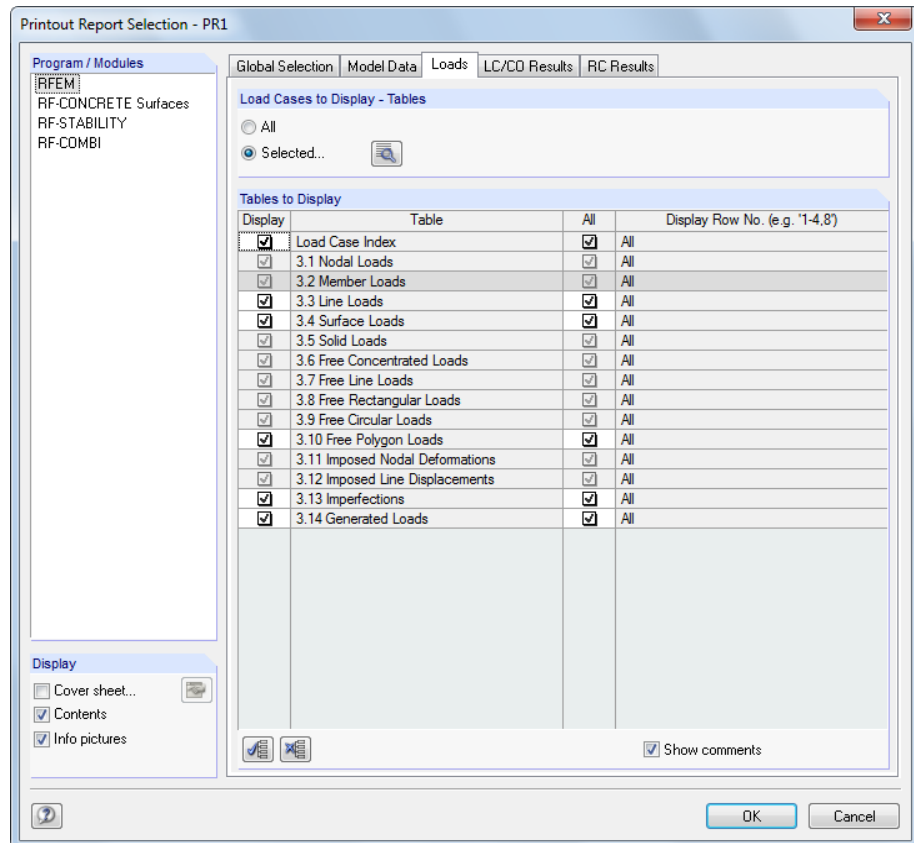 Printout Report Selection - PR1
Program / Modules
RFEM
RF-CONCRETE Surfaces
RF-STABILITY
RF-COMBI
Global Selection Model Data Loads LC/CO Results RC Results
Load Cases to Display - Tables
All
Selected...
Tables to Display
Display Table All Display Row No. (e.g. '1-4,8')
Load Case Index All
3.1 Nodal Loads All
3.2 Member Loads All
3.3 Line Loads All
3.4 Surface Loads All
3.5 Solid Loads All
3.6 Free Concentrated Loads All
3.7 Free Line Loads All
3.8 Free Rectangular Loads All
3.9 Free Circular Loads All
3.10 Free Polygon Loads All
3.11 Imposed Nodal Deformations All
3.12 Imposed Line Displacements All
3.13 Imperfections All
3.14 Generated Loads All
Show comments
Display
Cover sheet...
Contents
Info pictures
OK Cancel